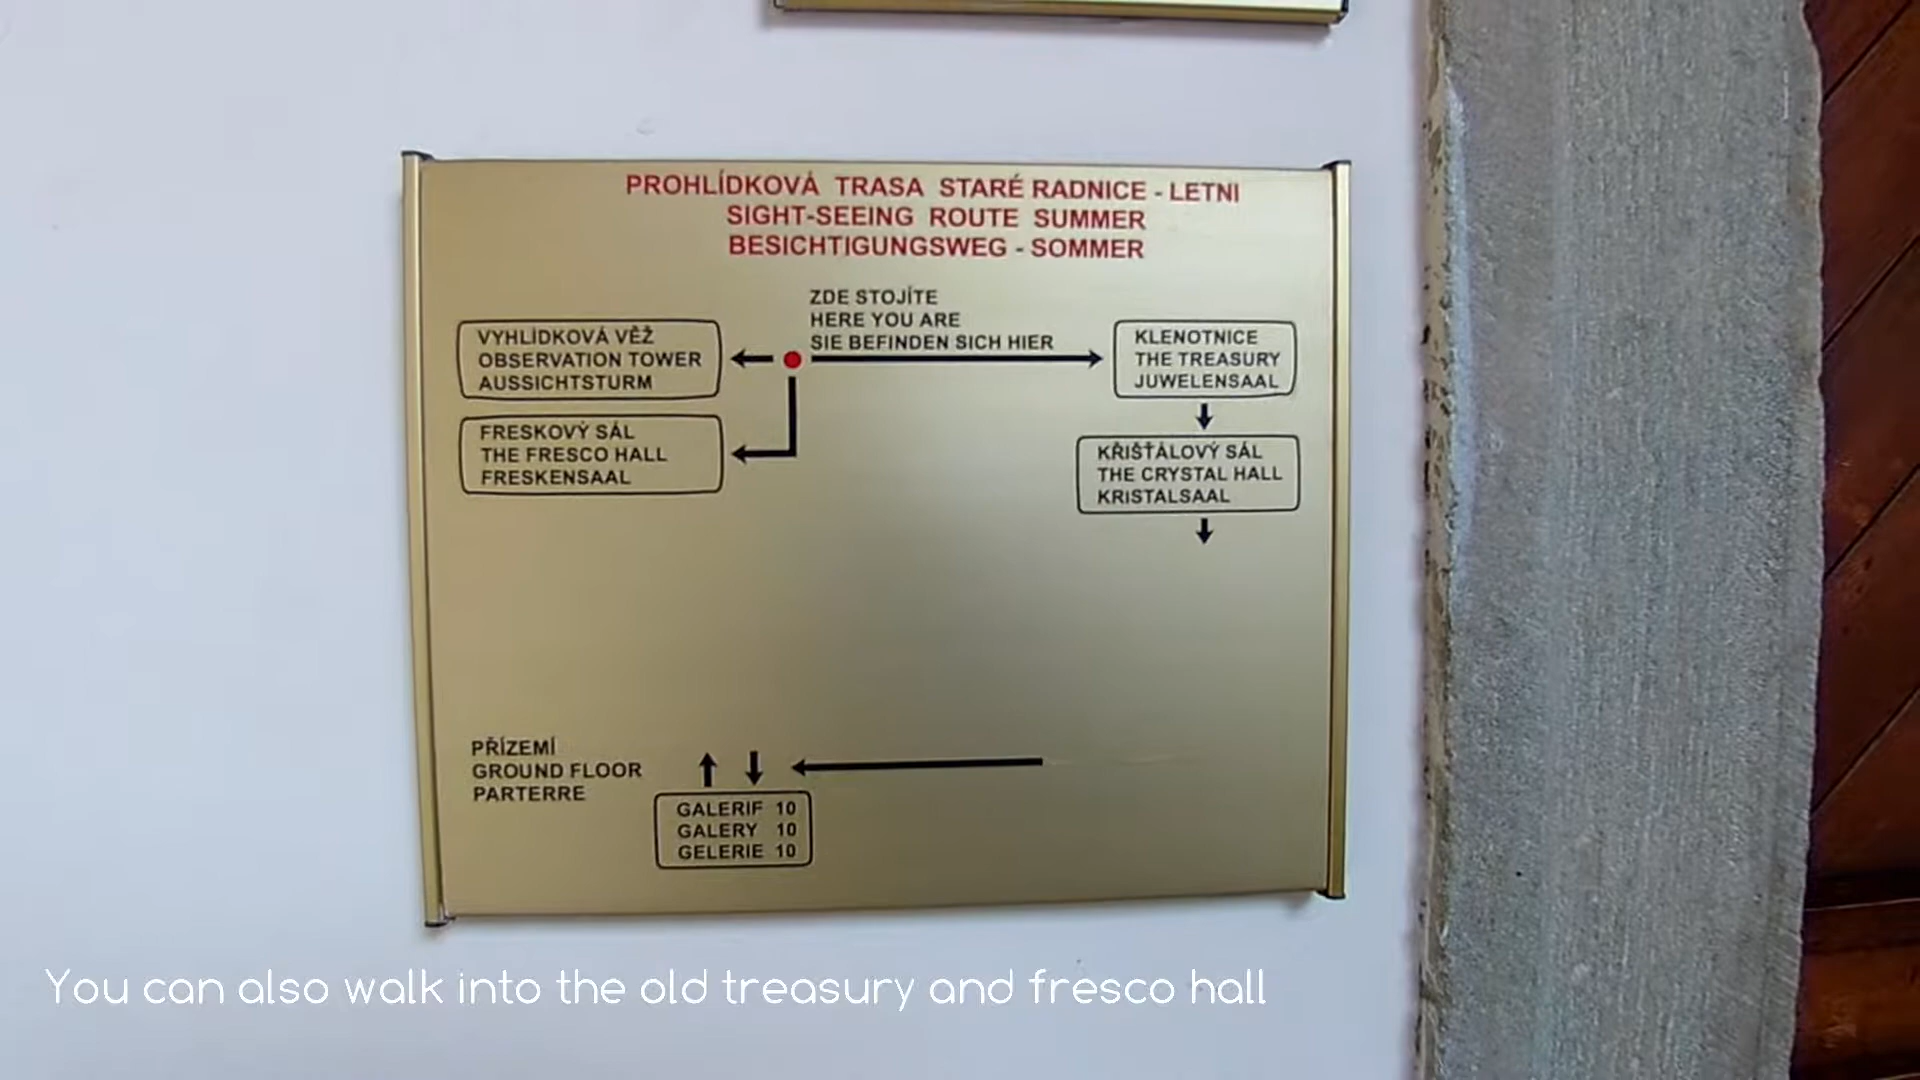 PROHLÍDKOVÁ TRASA STARÉ RADNICE - LETNI
SIGHT-SEEING ROUTE SUMMER
BESICHTIGUNGSWEG - SOMMER
ZDE STOJÍTE
HERE YOU ARE
SIE BEFINDEN SICH HIER
VYHLÍDKOVÁ VĚŽ
OBSERVATION TOWER
AUSSICHTSTURM
KLENOTNICE
THE TREASURY
JUWELENSAAL
FRESKOVÝ SÁL
THE FRESCO HALL
FRESKENSAAL
KŘIŠŤÁLOVÝ SÁL
THE CRYSTAL HALL
KRISTALSAAL
PŘÍZEMÍ
GROUND FLOOR
PARTERRE
GALERIF 10
GALERY 10
GELERIE 10
You can also walk into the old treasury and fresco hall